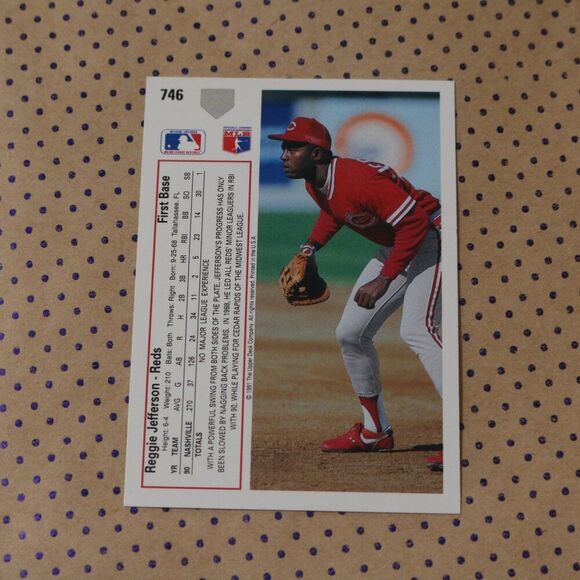 746
MLB
Reggie Jefferson - Reds First Base
Height: 6-4 Weight: 210 Bats: Both Throws: Right Born: 9-25-68 Tallahassee, FL
YR TEAM AVG G AB R H 2B 3B HR RBI BB SO SB
90 NASHVILLE .270 37 126 24 34 11 2 5 23 14 30 1
TOTALS NO MAJOR LEAGUE EXPERIENCE
WITH A POWERFUL SWING FROM BOTH SIDES OF THE PLATE, JEFFERSON'S PROGRESS HAS ONLY
BEEN SLOWED BY NAGGING BACK PROBLEMS. IN 1988, HE LED ALL REDS' MINOR LEAGUERS IN RBI
WITH 90, WHILE PLAYING FOR CEDAR RAPIDS OF THE MIDWEST LEAGUE.
© 1991 The Upper Deck Company. All rights reserved. Printed in the U.S.A.